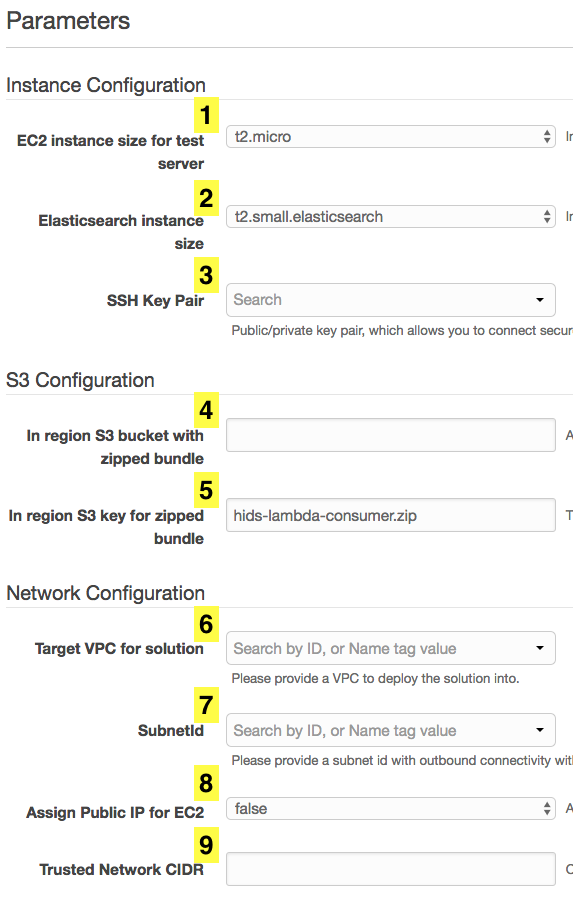 Parameters
Instance Configuration
1
EC2 instance size for test server
t2.micro
In
2
Elasticsearch instance size
t2.small.elasticsearch
In
3
SSH Key Pair
Search
Public/private key pair, which allows you to connect secur
S3 Configuration
4
In region S3 bucket with zipped bundle
A
5
In region S3 key for zipped bundle
hids-lambda-consumer.zip
T
Network Configuration
6
Target VPC for solution
Search by ID, or Name tag value
Please provide a VPC to deploy the solution into.
7
SubnetId
Search by ID, or Name tag value
Please provide a subnet id with outbound connectivity wit
8
Assign Public IP for EC2
false
A
9
Trusted Network CIDR
C